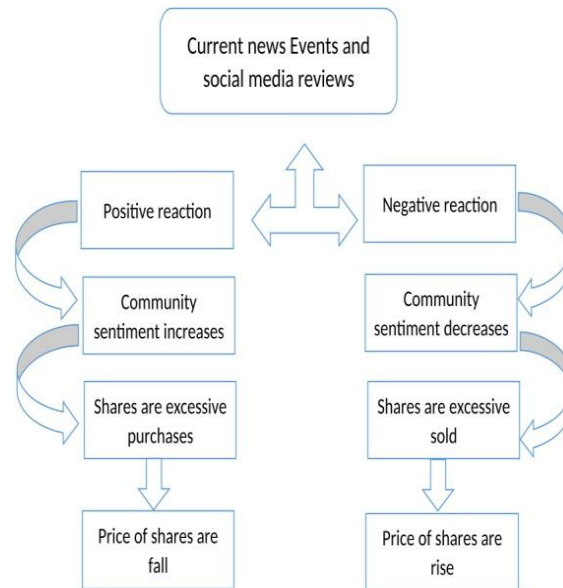 Current news Events and
social media reviews
Positive reaction
Negative reaction
Community
sentiment increases
Community
sentiment decreases
Shares are excessive
purchases
Shares are excessive
sold
Price of shares are
fall
Price of shares are
rise